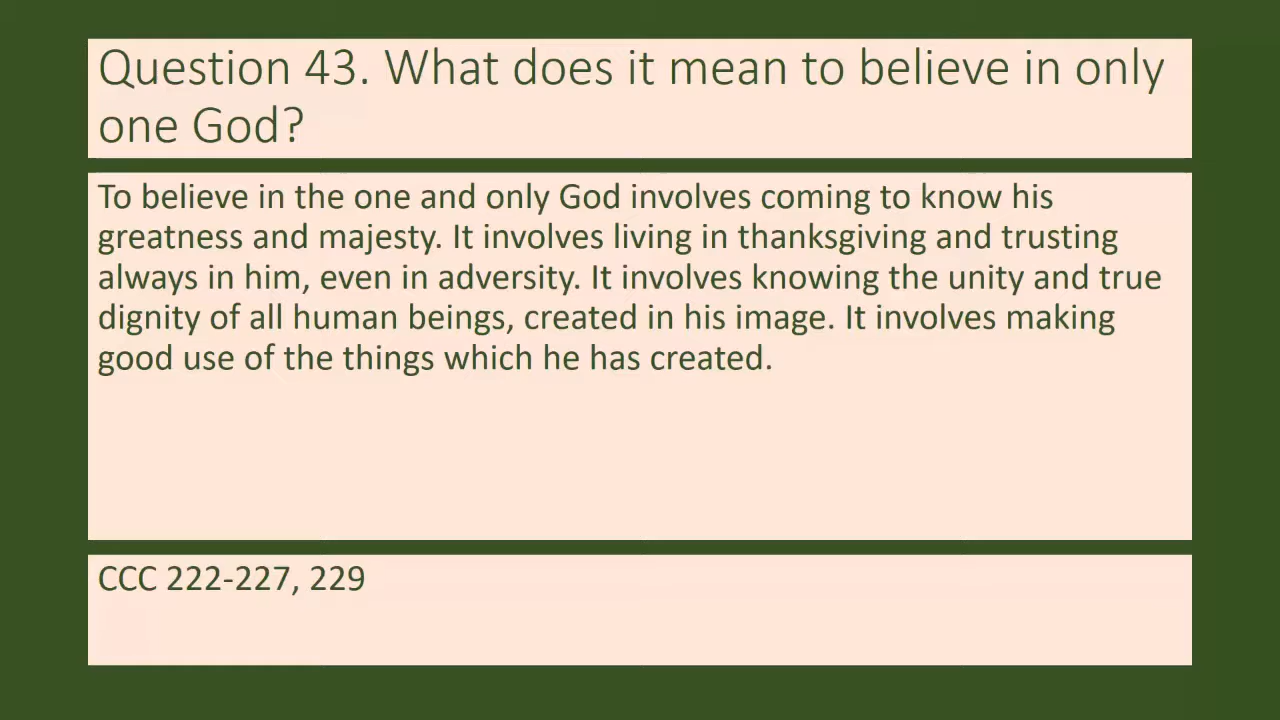 Question 43. What does it mean to believe in only
one God?
To believe in the one and only God involves coming to know his
greatness and majesty. It involves living in thanksgiving and trusting
always in him, even in adversity. It involves knowing the unity and true
dignity of all human beings, created in his image. It involves making
good use of the things which he has created.
CCC 222-227, 229